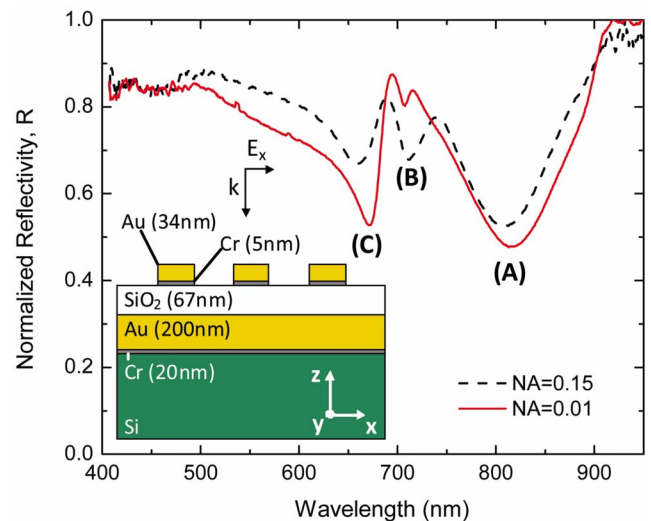 Normalized Reflectivity, R
1.0
0.8
0.6
0.4
0.2
0.0
400 500 600 700 800 900
Wavelength (nm)
(A)
(B)
(C)
Eₓ
k
Au (34nm)
Cr (5nm)
SiO₂ (67nm)
Au (200nm)
Cr (20nm)
Si
z
y
x
NA=0.15
NA=0.01